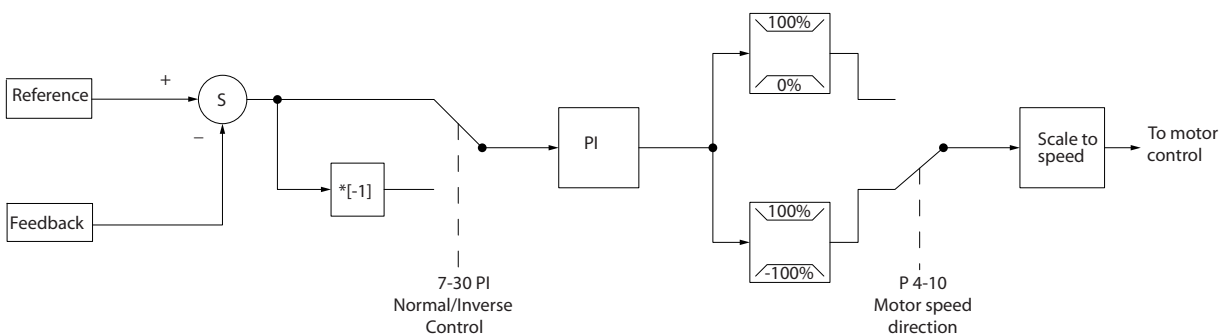 Reference
+
S
–
Feedback
*[-1]
7-30 PI
Normal/Inverse
Control
PI
100%
0%
100%
-100%
P 4-10
Motor speed
direction
Scale to
speed
To motor
control